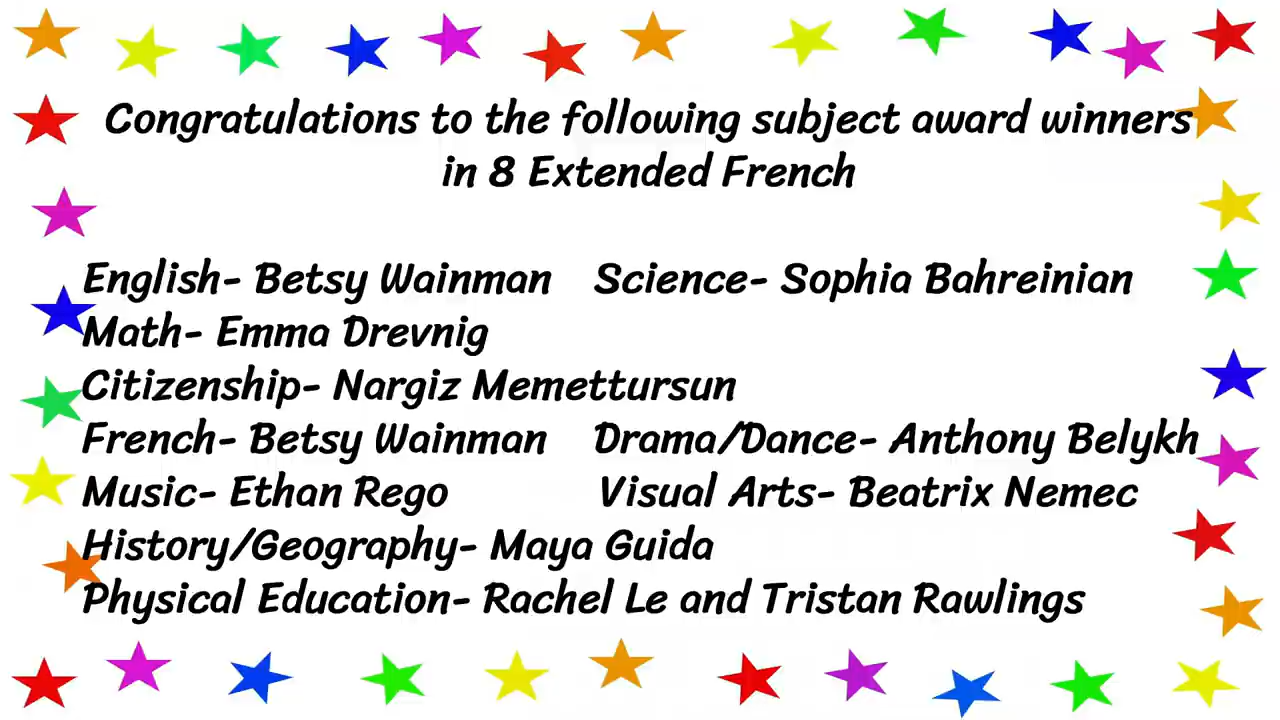 Congratulations to the following subject award winners
in 8 Extended French
English- Betsy Wainman Science- Sophia Bahreinian
Math- Emma Drevnig
Citizenship- Nargiz Memettursun
French- Betsy Wainman Drama/Dance- Anthony Belykh
Music- Ethan Rego Visual Arts- Beatrix Nemec
History/Geography- Maya Guida
Physical Education- Rachel Le and Tristan Rawlings